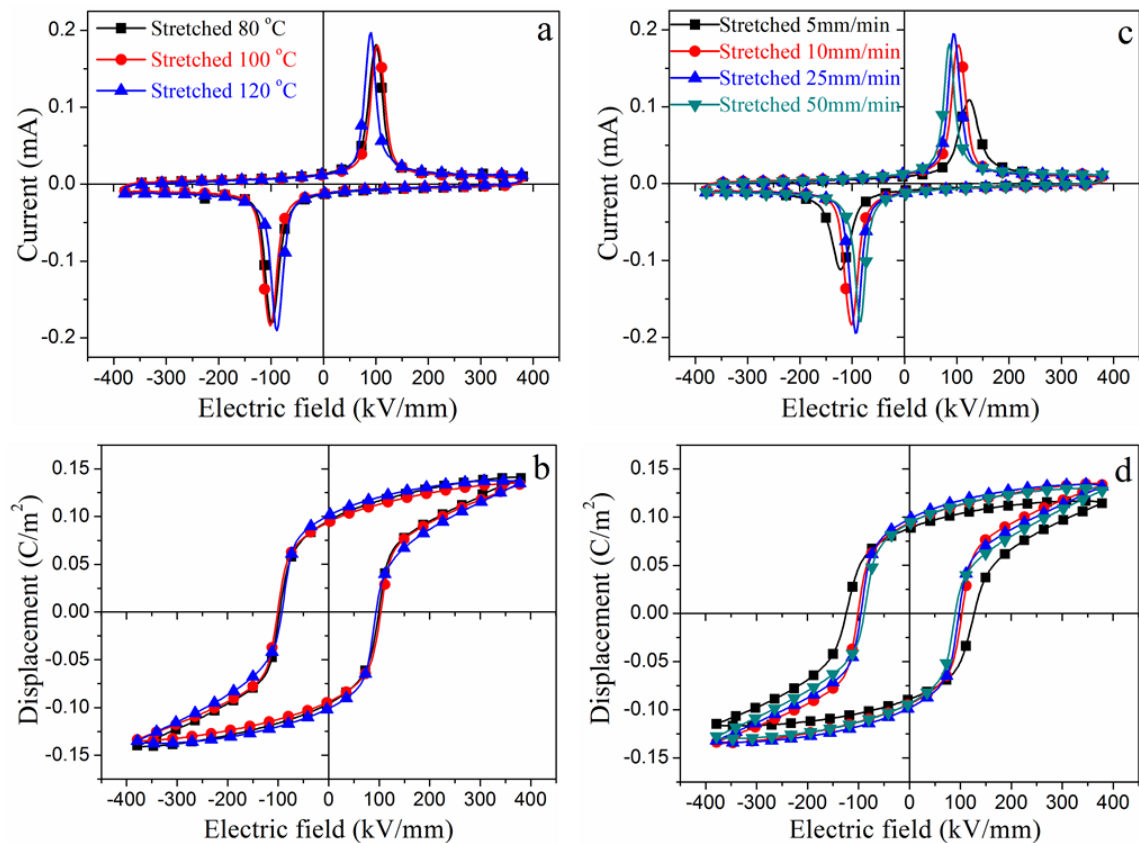 a
Stretched 80 °C
Stretched 100 °C
Stretched 120 °C
0.2
0.1
0.0
-0.1
-0.2
Current (mA)
-400 -300 -200 -100 0 100 200 300 400
Electric field (kV/mm)
c
Stretched 5mm/min
Stretched 10mm/min
Stretched 25mm/min
Stretched 50mm/min
0.2
0.1
0.0
-0.1
-0.2
Current (mA)
-400 -300 -200 -100 0 100 200 300 400
Electric field (kV/mm)
b
0.15
0.10
0.05
0.00
-0.05
-0.10
-0.15
Displacement (C/m²)
-400 -300 -200 -100 0 100 200 300 400
Electric field (kV/mm)
d
0.15
0.10
0.05
0.00
-0.05
-0.10
-0.15
Displacement (C/m²)
-400 -300 -200 -100 0 100 200 300 400
Electric field (kV/mm)